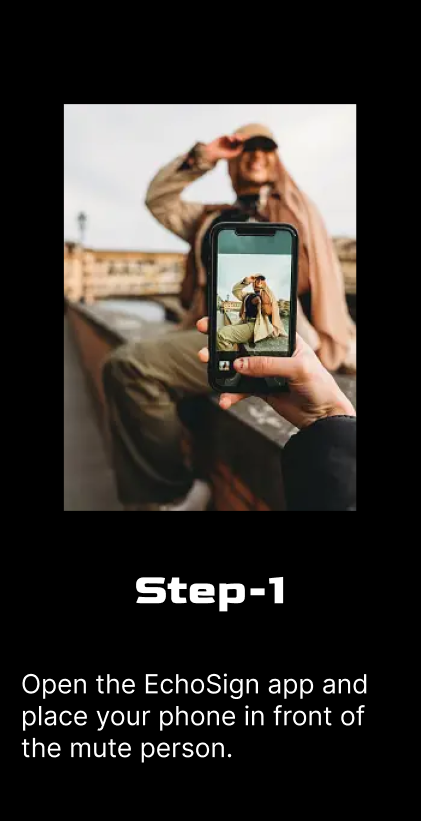 Step-1
Open the EchoSign app and
place your phone in front of
the mute person.